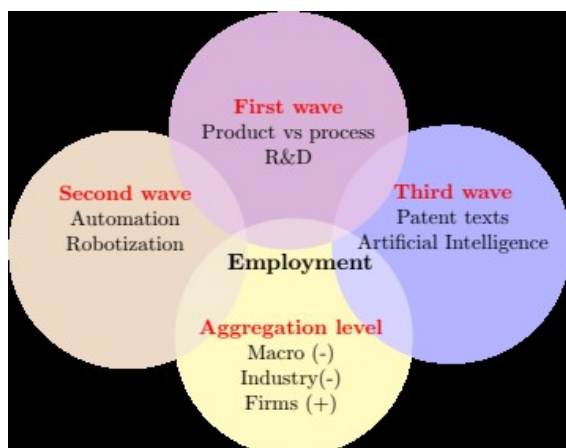 First wave
Product vs process
R&D
Second wave
Automation
Robotization
Third wave
Patent texts
Artificial Intelligence
Employment
Aggregation level
Macro (-)
Industry(-)
Firms (+)